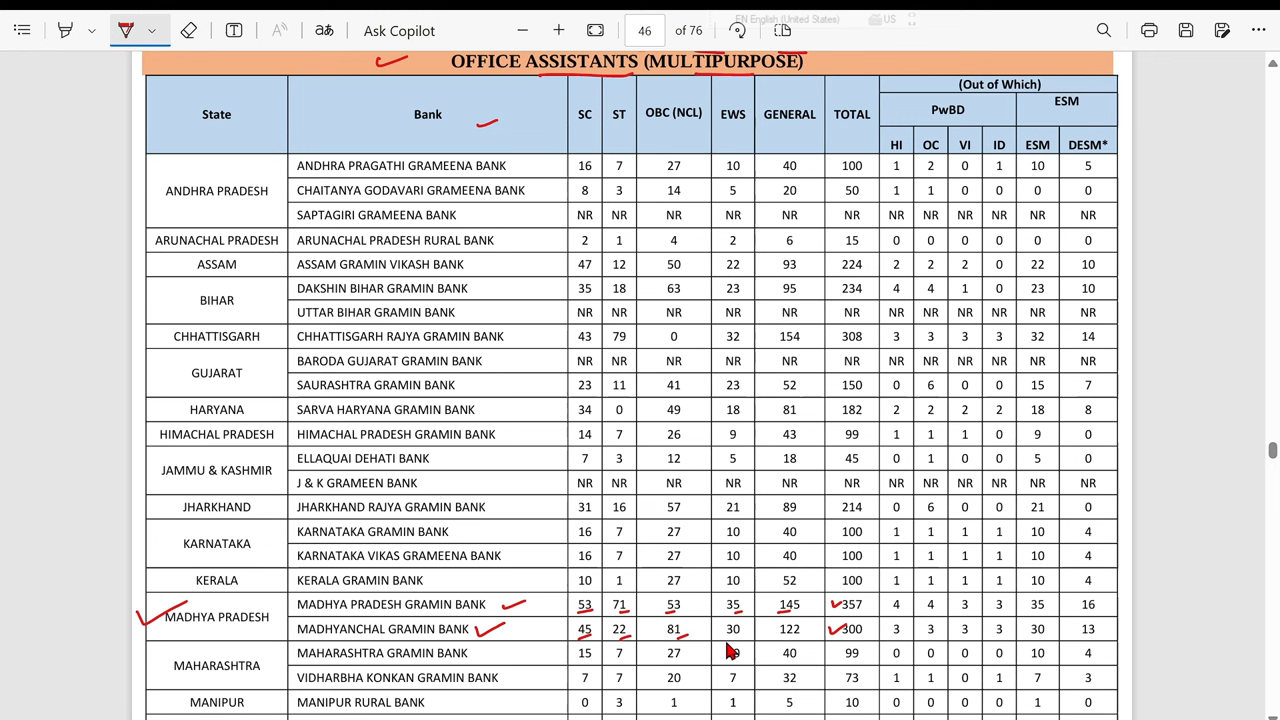 EN English (United States) US
Ask Copilot 46 of 76
OFFICE ASSISTANTS (MULTIPURPOSE)
State Bank SC ST OBC (NCL) EWS GENERAL TOTAL (Out of Which)
PwBD ESM
HI OC VI ID ESM DESM*
ANDHRA PRADESH
ANDHRA PRAGATHI GRAMEENA BANK 16 7 27 10 40 100 1 2 0 1 10 5
CHAITANYA GODAVARI GRAMEENA BANK 8 3 14 5 20 50 1 1 0 0 0 0
SAPTAGIRI GRAMEENA BANK NR NR NR NR NR NR NR NR NR NR NR NR
ARUNACHAL PRADESH ARUNACHAL PRADESH RURAL BANK 2 1 4 2 6 15 0 0 0 0 0 0
ASSAM ASSAM GRAMIN VIKASH BANK 47 12 50 22 93 224 2 2 2 0 22 10
BIHAR
DAKSHIN BIHAR GRAMIN BANK 35 18 63 23 95 234 4 4 1 0 23 10
UTTAR BIHAR GRAMIN BANK NR NR NR NR NR NR NR NR NR NR NR NR
CHHATTISGARH CHHATTISGARH RAJYA GRAMIN BANK 43 79 0 32 154 308 3 3 3 3 32 14
GUJARAT
BARODA GUJARAT GRAMIN BANK NR NR NR NR NR NR NR NR NR NR NR NR
SAURASHTRA GRAMIN BANK 23 11 41 23 52 150 0 6 0 0 15 7
HARYANA SARVA HARYANA GRAMIN BANK 34 0 49 18 81 182 2 2 2 2 18 8
HIMACHAL PRADESH HIMACHAL PRADESH GRAMIN BANK 14 7 26 9 43 99 1 1 1 0 9 0
JAMMU & KASHMIR
ELLAQUAI DEHATI BANK 7 3 12 5 18 45 0 1 0 0 5 0
J & K GRAMEEN BANK NR NR NR NR NR NR NR NR NR NR NR NR
JHARKHAND JHARKHAND RAJYA GRAMIN BANK 31 16 57 21 89 214 0 6 0 0 21 0
KARNATAKA
KARNATAKA GRAMIN BANK 16 7 27 10 40 100 1 1 1 1 10 4
KARNATAKA VIKAS GRAMEENA BANK 16 7 27 10 40 100 1 1 1 1 10 4
KERALA KERALA GRAMIN BANK 10 1 27 10 52 100 1 1 1 1 10 4
MADHYA PRADESH
MADHYA PRADESH GRAMIN BANK 53 71 53 35 145 357 4 4 3 3 35 16
MADHYANCHAL GRAMIN BANK 45 22 81 30 122 300 3 3 3 3 30 13
MAHARASHTRA
MAHARASHTRA GRAMIN BANK 15 7 27 40 99 0 0 0 0 10 4
VIDHARBHA KONKAN GRAMIN BANK 7 7 20 7 32 73 1 1 0 1 7 3
MANIPUR MANIPUR RURAL BANK 0 3 1 1 5 10 0 0 0 0 1 0